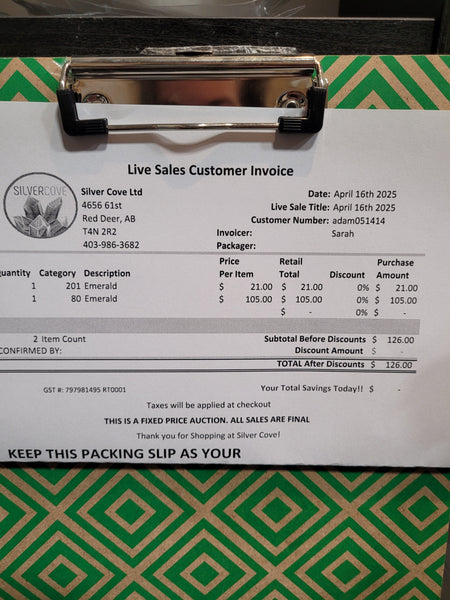 Live Sales Customer Invoice
SILVERCOVE
Silver Cove Ltd
4656 61st
Red Deer, AB
T4N 2R2
403-986-3682
Date: April 16th 2025
Live Sale Title: April 16th 2025
Customer Number: adam051414
Invoicer: Sarah
Packager:
Price Retail Purchase
uantity Category Description Per Item Total Discount Amount
1 201 Emerald $ 21.00 $ 21.00 0% $ 21.00
1 80 Emerald $ 105.00 $ 105.00 0% $ 105.00
$ - 0% $ -
2 Item Count Subtotal Before Discounts $ 126.00
CONFIRMED BY: Discount Amount $ -
TOTAL After Discounts $ 126.00
GST #: 797981495 RT0001 Your Total Savings Today!! $ -
Taxes will be applied at checkout
THIS IS A FIXED PRICE AUCTION. ALL SALES ARE FINAL
Thank you for Shopping at Silver Cove!
KEEP THIS PACKING SLIP AS YOUR